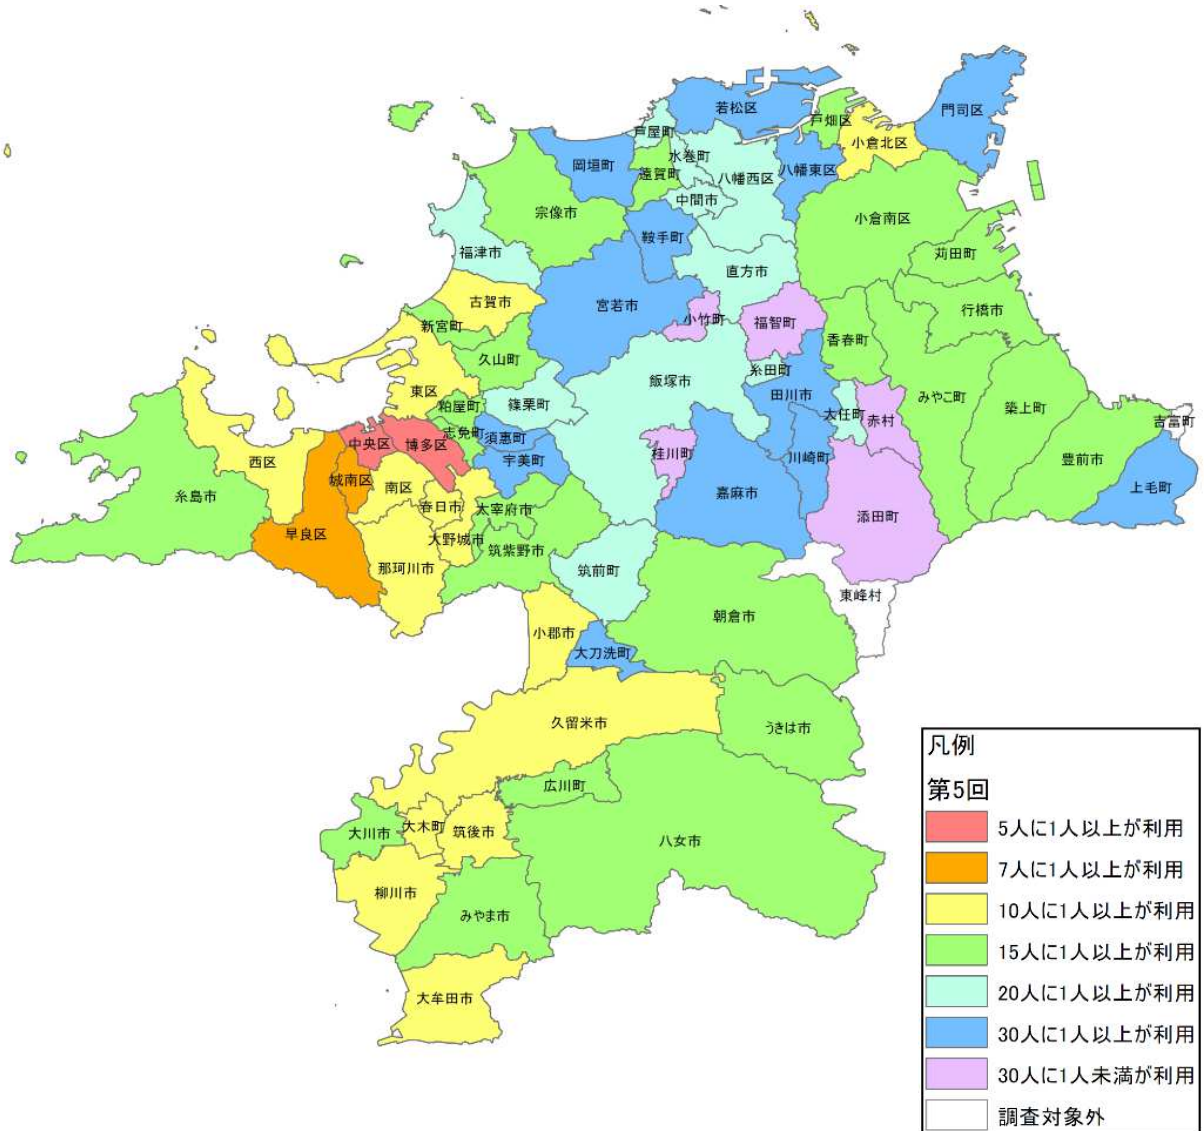 若松区
門司区
芦屋町
戸畑区
小倉北区
水巻町
岡垣町
遠賀町
八幡西区
八幡東区
中間市
宗像市
小倉南区
鞍手町
福津市
苅田町
直方市
古賀市
宮若市
行橋市
小竹町
福智町
新宮町
香春町
久山町
糸田町
飯塚市
東区
田川市
みやこ町
篠栗町
粕屋町
大任町
築上町
赤村
吉富町
志免町
須惠町
中央区
博多区
桂川町
川崎町
宇美町
豊前市
西区
城南区
南区
上毛町
嘉麻市
糸島市
春日市
太宰府市
添田町
早良区
大野城市
筑紫野市
那珂川市
筑前町
東峰村
朝倉市
小郡市
大刀洗町
久留米市
うきは市
広川町
大川市
大木町
筑後市
八女市
柳川市
みやま市
大牟田市
凡例
第5回
5人に1人以上が利用
7人に1人以上が利用
10人に1人以上が利用
15人に1人以上が利用
20人に1人以上が利用
30人に1人以上が利用
30人に1人未満が利用
調査対象外